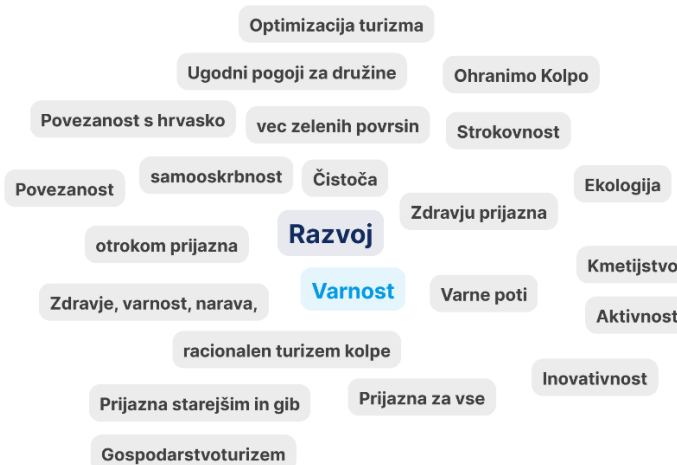 Optimizacija turizma
Ugodni pogoji za družine
Ohranimo Kolpo
Povezanost s hrvasko
vec zelenih povrsin
Strokovnost
Povezanost
samooskrbnost
Čistoča
Ekologija
Zdravju prijazna
otrokom prijazna
Razvoj
Kmetijstvo
Zdravje, varnost, narava,
Varnost
Varne poti
Aktivnost
racionalen turizem kolpe
Inovativnost
Prijazna starejšim in gib
Prijazna za vse
Gospodarstvoturizem